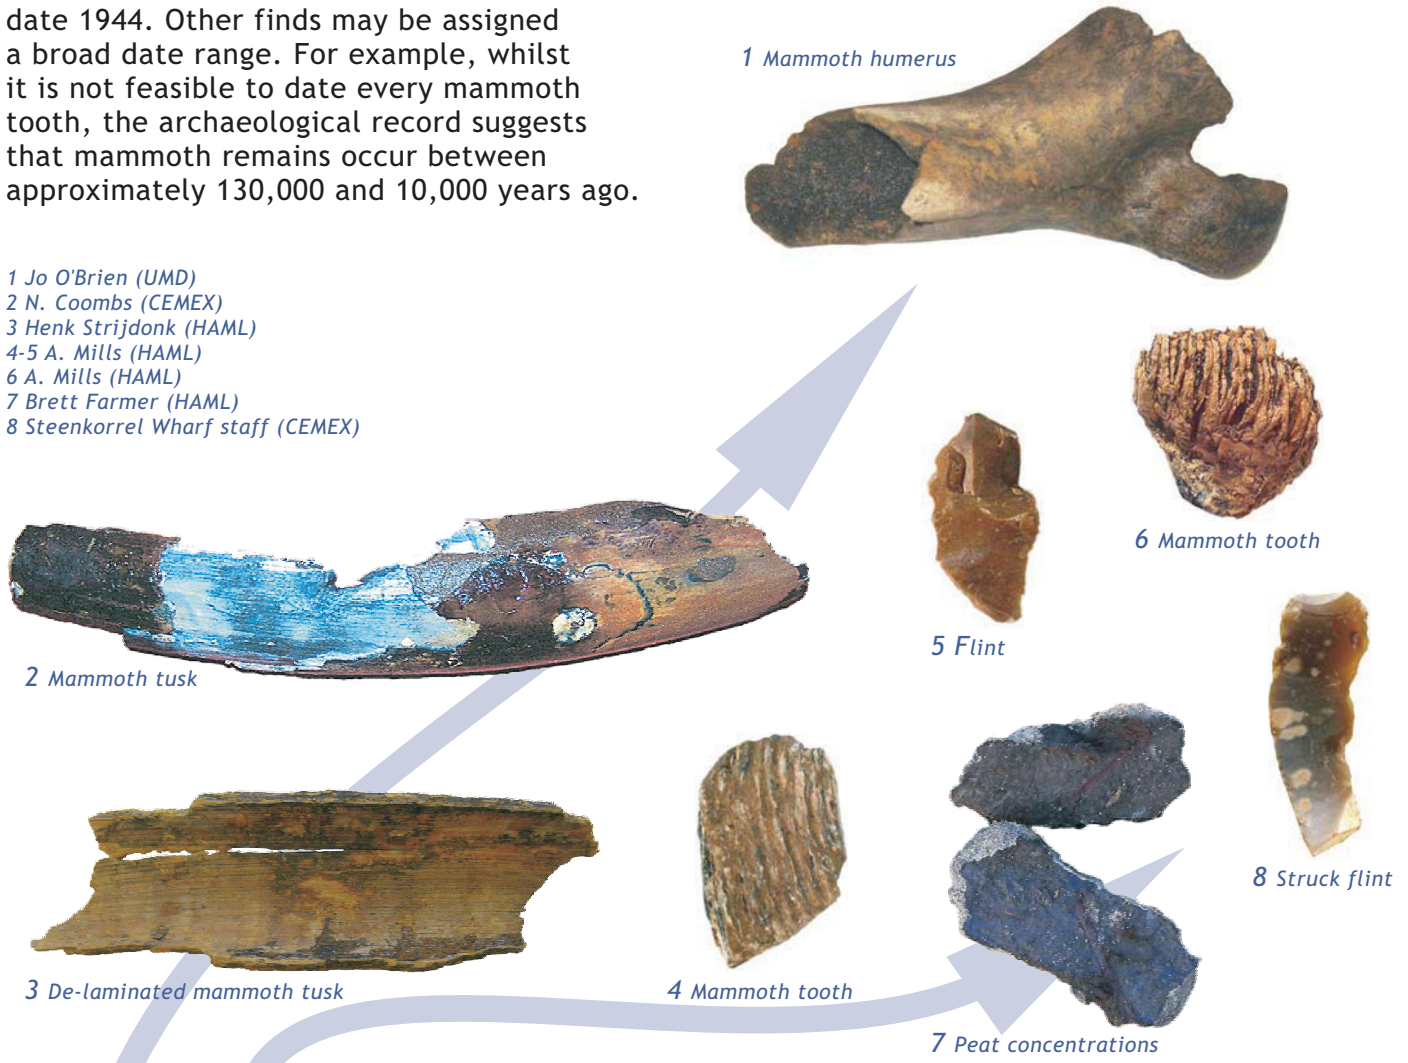 date 1944. Other finds may be assigned
a broad date range. For example, whilst
it is not feasible to date every mammoth
tooth, the archaeological record suggests
that mammoth remains occur between
approximately 130,000 and 10,000 years ago.
1 Jo O'Brien (UMD)
2 N. Coombs (CEMEX)
3 Henk Strijdonk (HAML)
4-5 A. Mills (HAML)
6 A. Mills (HAML)
7 Brett Farmer (HAML)
8 Steenkorrel Wharf staff (CEMEX)
1 Mammoth humerus
6 Mammoth tooth
5 Flint
2 Mammoth tusk
8 Struck flint
3 De-laminated mammoth tusk
4 Mammoth tooth
7 Peat concentrations